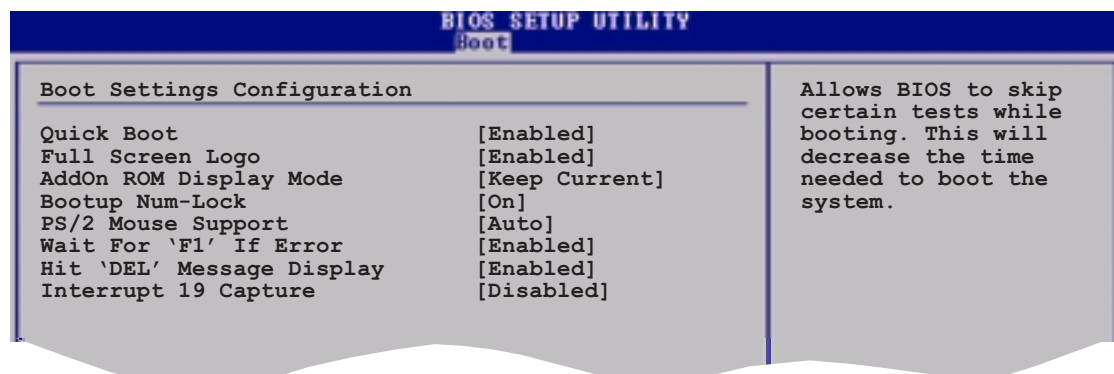 BIOS SETUP UTILITY
Boot
Boot Settings Configuration
Quick Boot [Enabled]
Full Screen Logo [Enabled]
AddOn ROM Display Mode [Keep Current]
Bootup Num-Lock [On]
PS/2 Mouse Support [Auto]
Wait For ‘F1’ If Error [Enabled]
Hit ‘DEL’ Message Display [Enabled]
Interrupt 19 Capture [Disabled]
Allows BIOS to skip
certain tests while
booting. This will
decrease the time
needed to boot the
system.